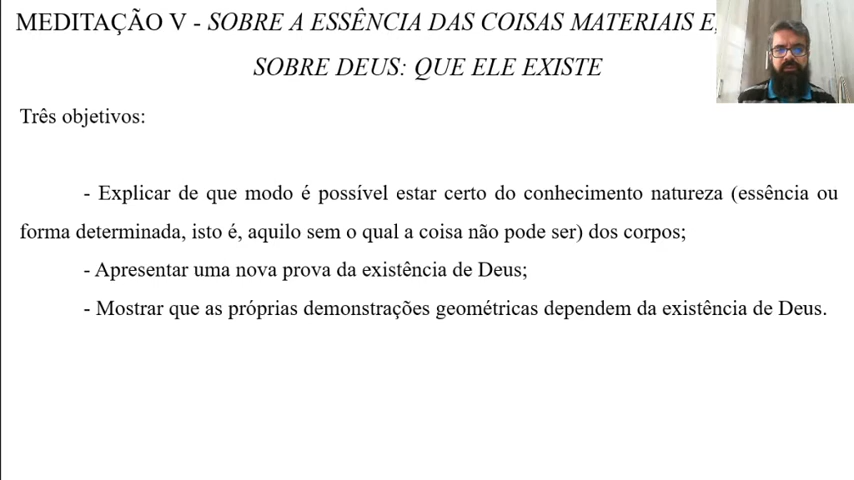 MEDITAÇÃO V - SOBRE A ESSÊNCIA DAS COISAS MATERIAIS E,
SOBRE DEUS: QUE ELE EXISTE
Três objetivos:
- Explicar de que modo é possível estar certo do conhecimento natureza (essência ou
forma determinada, isto é, aquilo sem o qual a coisa não pode ser) dos corpos;
- Apresentar uma nova prova da existência de Deus;
- Mostrar que as próprias demonstrações geométricas dependem da existência de Deus.